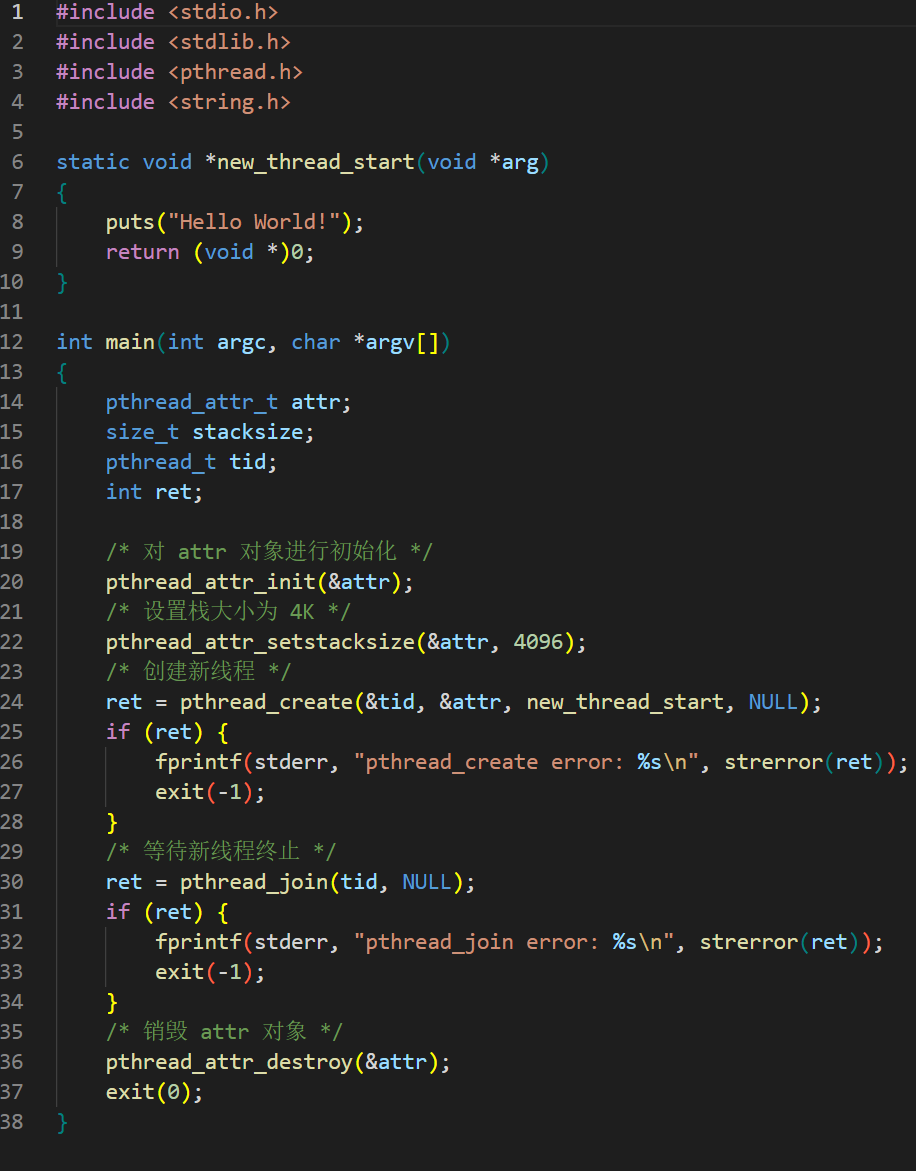 1 #include <stdio.h>
2 #include <stdlib.h>
3 #include <pthread.h>
4 #include <string.h>
5
6 static void *new_thread_start(void *arg)
7 {
8     puts("Hello World!");
9     return (void *)0;
10 }
11
12 int main(int argc, char *argv[])
13 {
14     pthread_attr_t attr;
15     size_t stacksize;
16     pthread_t tid;
17     int ret;
18
19     /* 对 attr 对象进行初始化 */
20     pthread_attr_init(&attr);
21     /* 设置栈大小为 4K */
22     pthread_attr_setstacksize(&attr, 4096);
23     /* 创建新线程 */
24     ret = pthread_create(&tid, &attr, new_thread_start, NULL);
25     if (ret) {
26         fprintf(stderr, "pthread_create error: %s\n", strerror(ret));
27         exit(-1);
28     }
29     /* 等待新线程终止 */
30     ret = pthread_join(tid, NULL);
31     if (ret) {
32         fprintf(stderr, "pthread_join error: %s\n", strerror(ret));
33         exit(-1);
34     }
35     /* 销毁 attr 对象 */
36     pthread_attr_destroy(&attr);
37     exit(0);
38 }